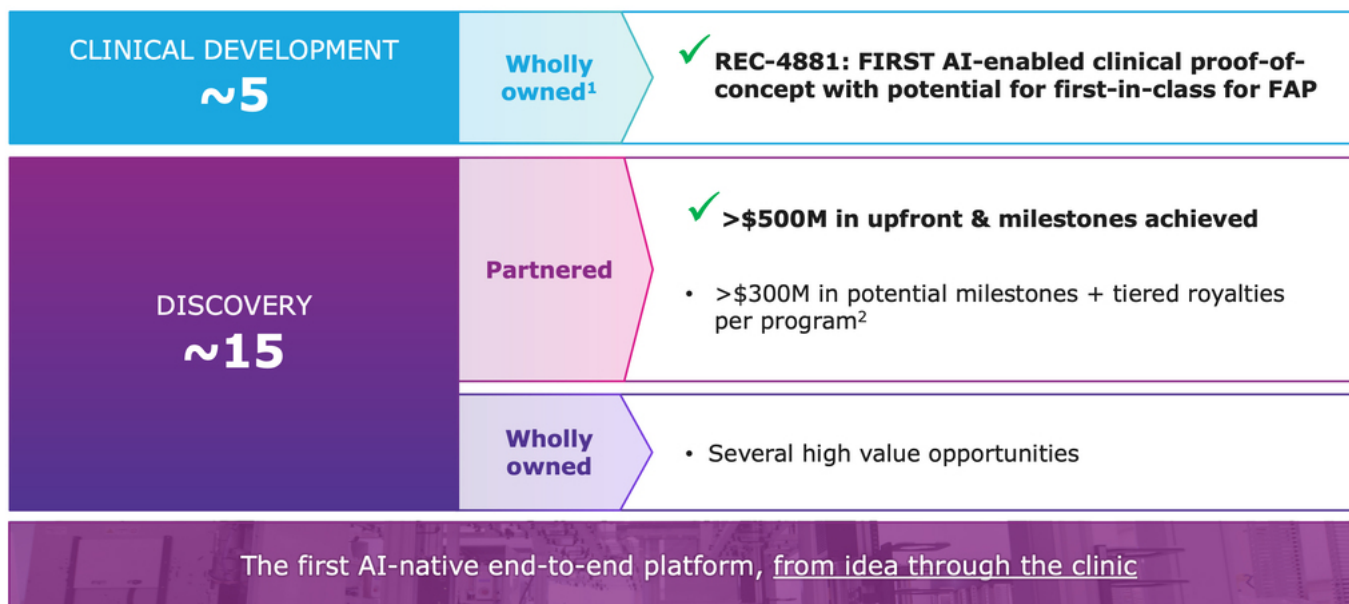 CLINICAL DEVELOPMENT
~5
Wholly
owned¹
✓ REC-4881: FIRST AI-enabled clinical proof-of-
concept with potential for first-in-class for FAP
DISCOVERY
~15
Partnered
✓ >$500M in upfront & milestones achieved
• >$300M in potential milestones + tiered royalties
per program²
Wholly
owned
• Several high value opportunities
The first AI-native end-to-end platform, from idea through the clinic